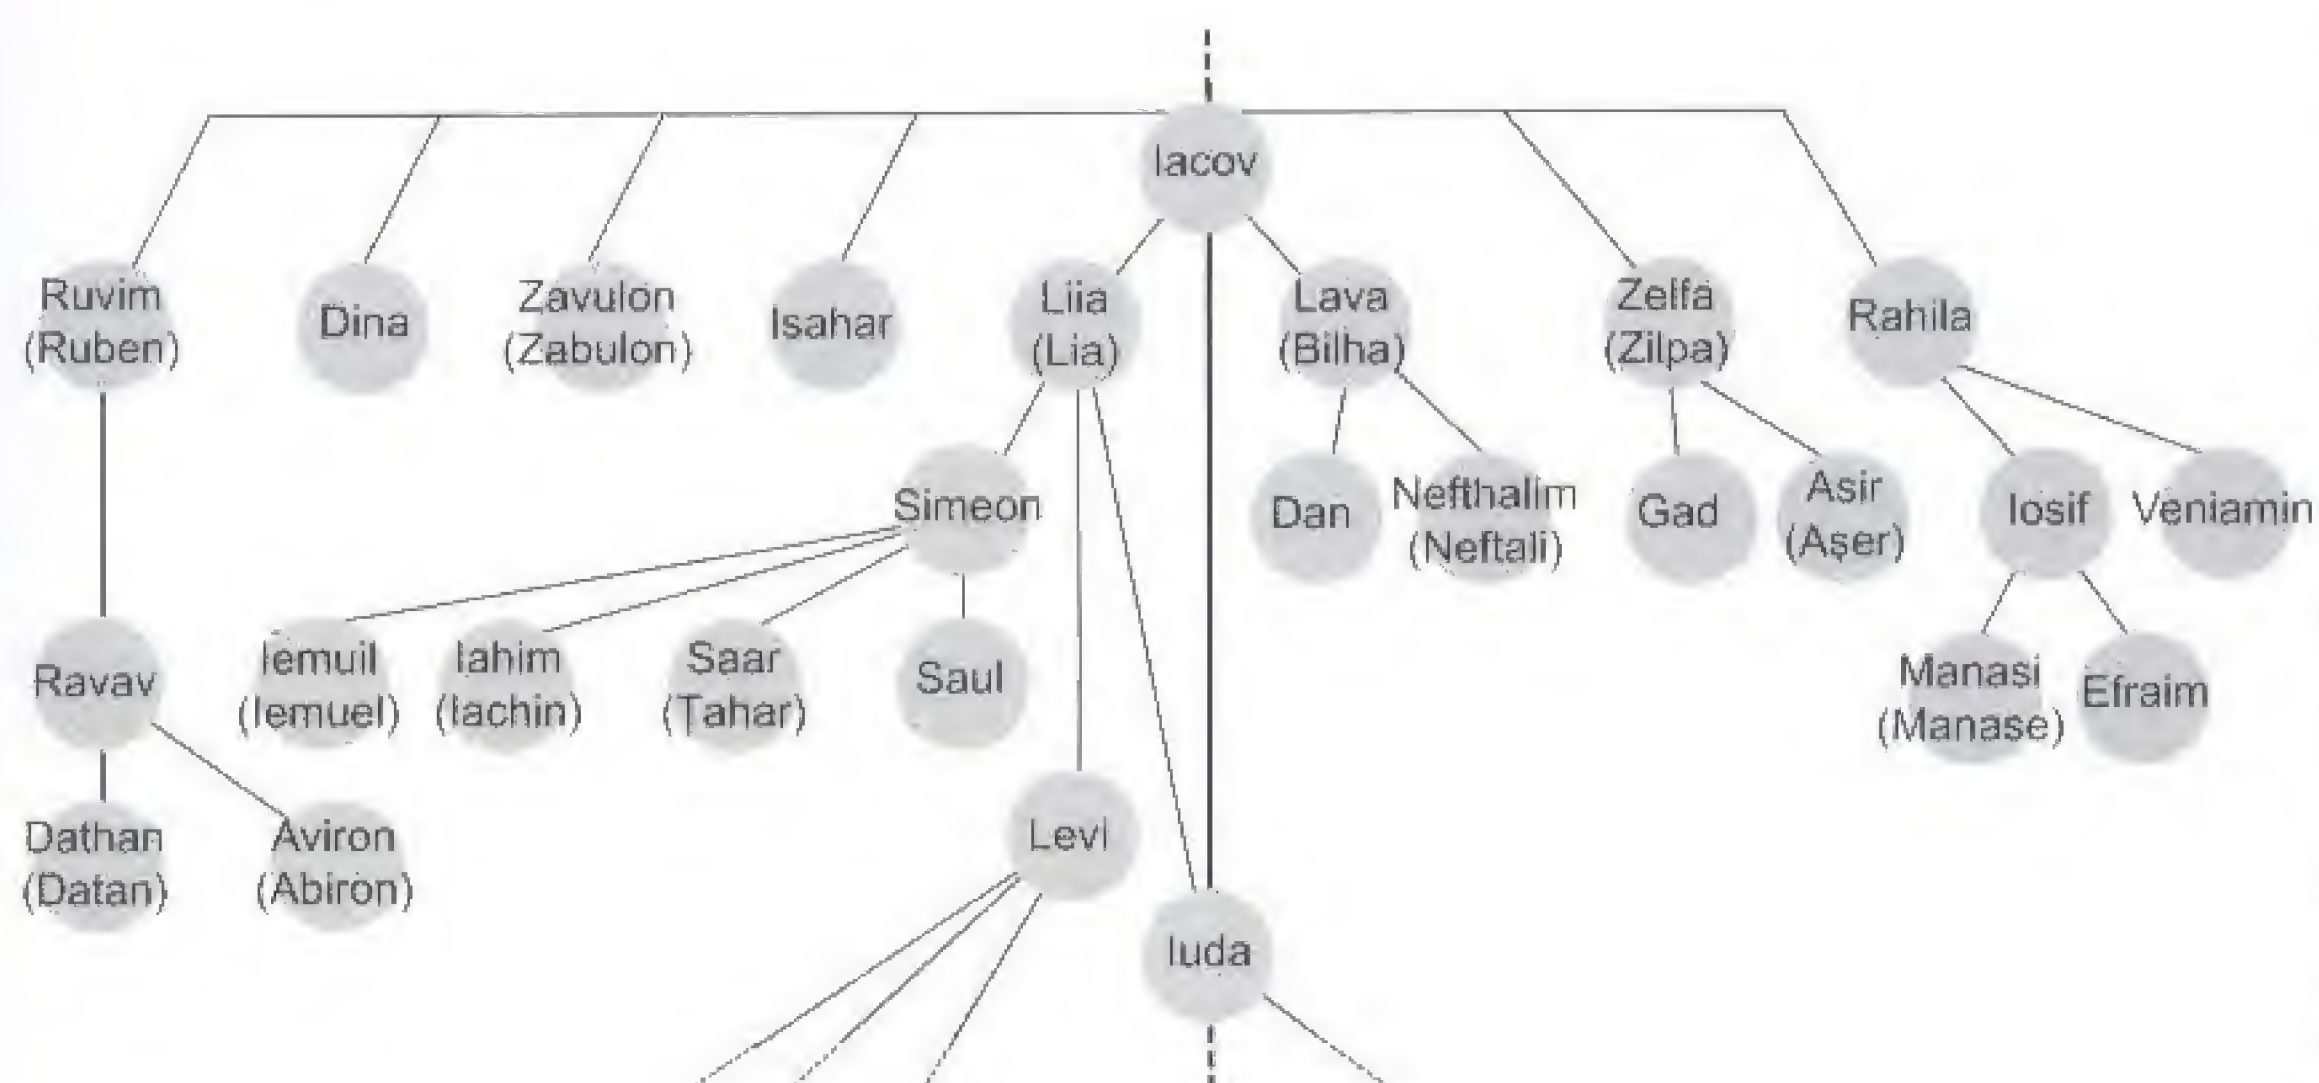 Iacov
Ruvim
(Ruben)
Dina
Zavulon
(Zabulon)
Isahar
Liia
(Lia)
Lava
(Bilha)
Zelfa
(Zilpa)
Rahila
Simeon
Dan
Nefthalim
(Neftali)
Gad
Asir
(Aşer)
Iosif
Veniamin
Ravav
Iemuil
(Iemuel)
Iahim
(Iachin)
Saar
(Tahar)
Saul
Manasi
(Manase)
Efraim
Dathan
(Datan)
Aviron
(Abiron)
Levi
Iuda